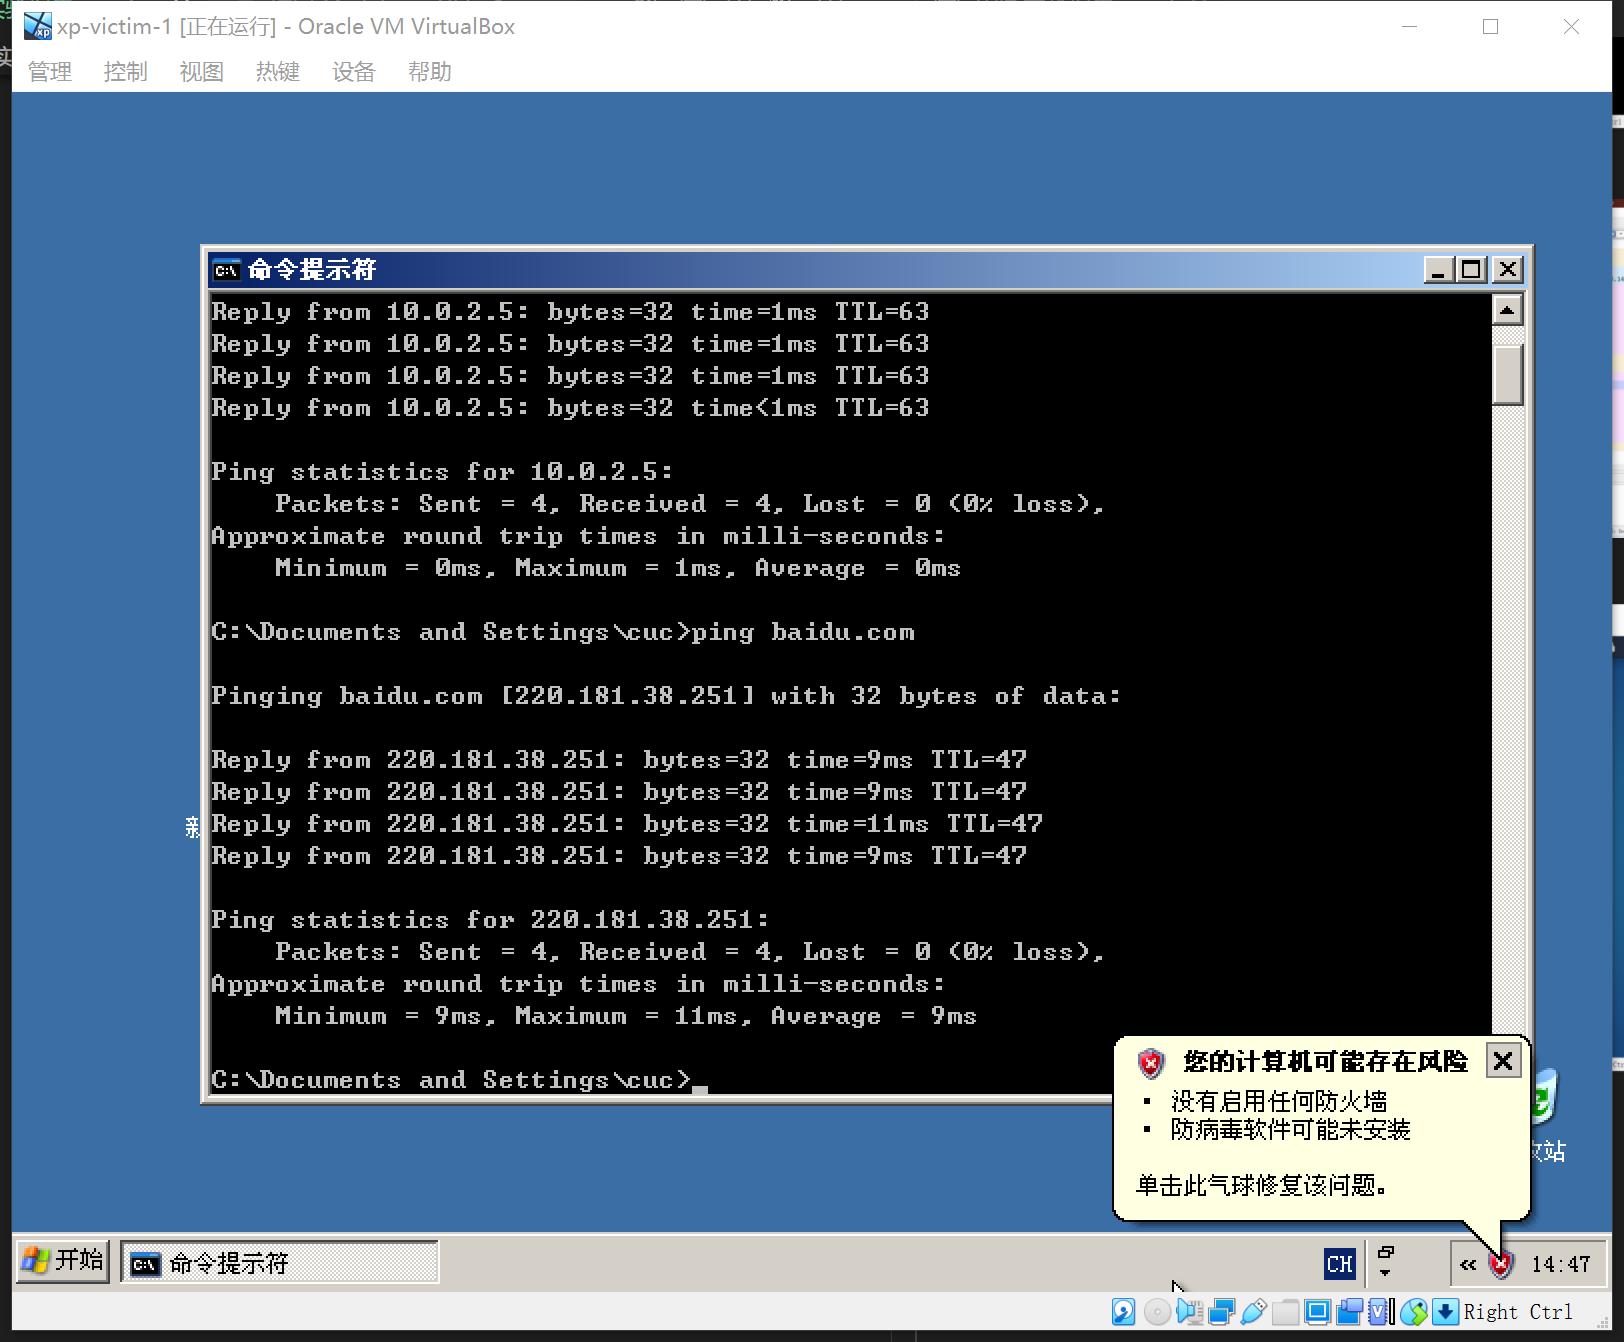 xp-victim-1 [正在运行] - Oracle VM VirtualBox
管理 控制 视图 热键 设备 帮助
命令提示符
Reply from 10.0.2.5: bytes=32 time=1ms TTL=63
Reply from 10.0.2.5: bytes=32 time=1ms TTL=63
Reply from 10.0.2.5: bytes=32 time=1ms TTL=63
Reply from 10.0.2.5: bytes=32 time<1ms TTL=63
Ping statistics for 10.0.2.5:
Packets: Sent = 4, Received = 4, Lost = 0 (0% loss),
Approximate round trip times in milli-seconds:
Minimum = 0ms, Maximum = 1ms, Average = 0ms
C:\Documents and Settings\cuc>ping baidu.com
Pinging baidu.com [220.181.38.251] with 32 bytes of data:
Reply from 220.181.38.251: bytes=32 time=9ms TTL=47
Reply from 220.181.38.251: bytes=32 time=9ms TTL=47
新
Reply from 220.181.38.251: bytes=32 time=11ms TTL=47
Reply from 220.181.38.251: bytes=32 time=9ms TTL=47
Ping statistics for 220.181.38.251:
Packets: Sent = 4, Received = 4, Lost = 0 (0% loss),
Approximate round trip times in milli-seconds:
Minimum = 9ms, Maximum = 11ms, Average = 9ms
C:\Documents and Settings\cuc>_
您的计算机可能存在风险
▪ 没有启用任何防火墙
▪ 防病毒软件可能未安装
单击此气球修复该问题。
收站
开始 命令提示符 CH « 14:47
Right Ctrl